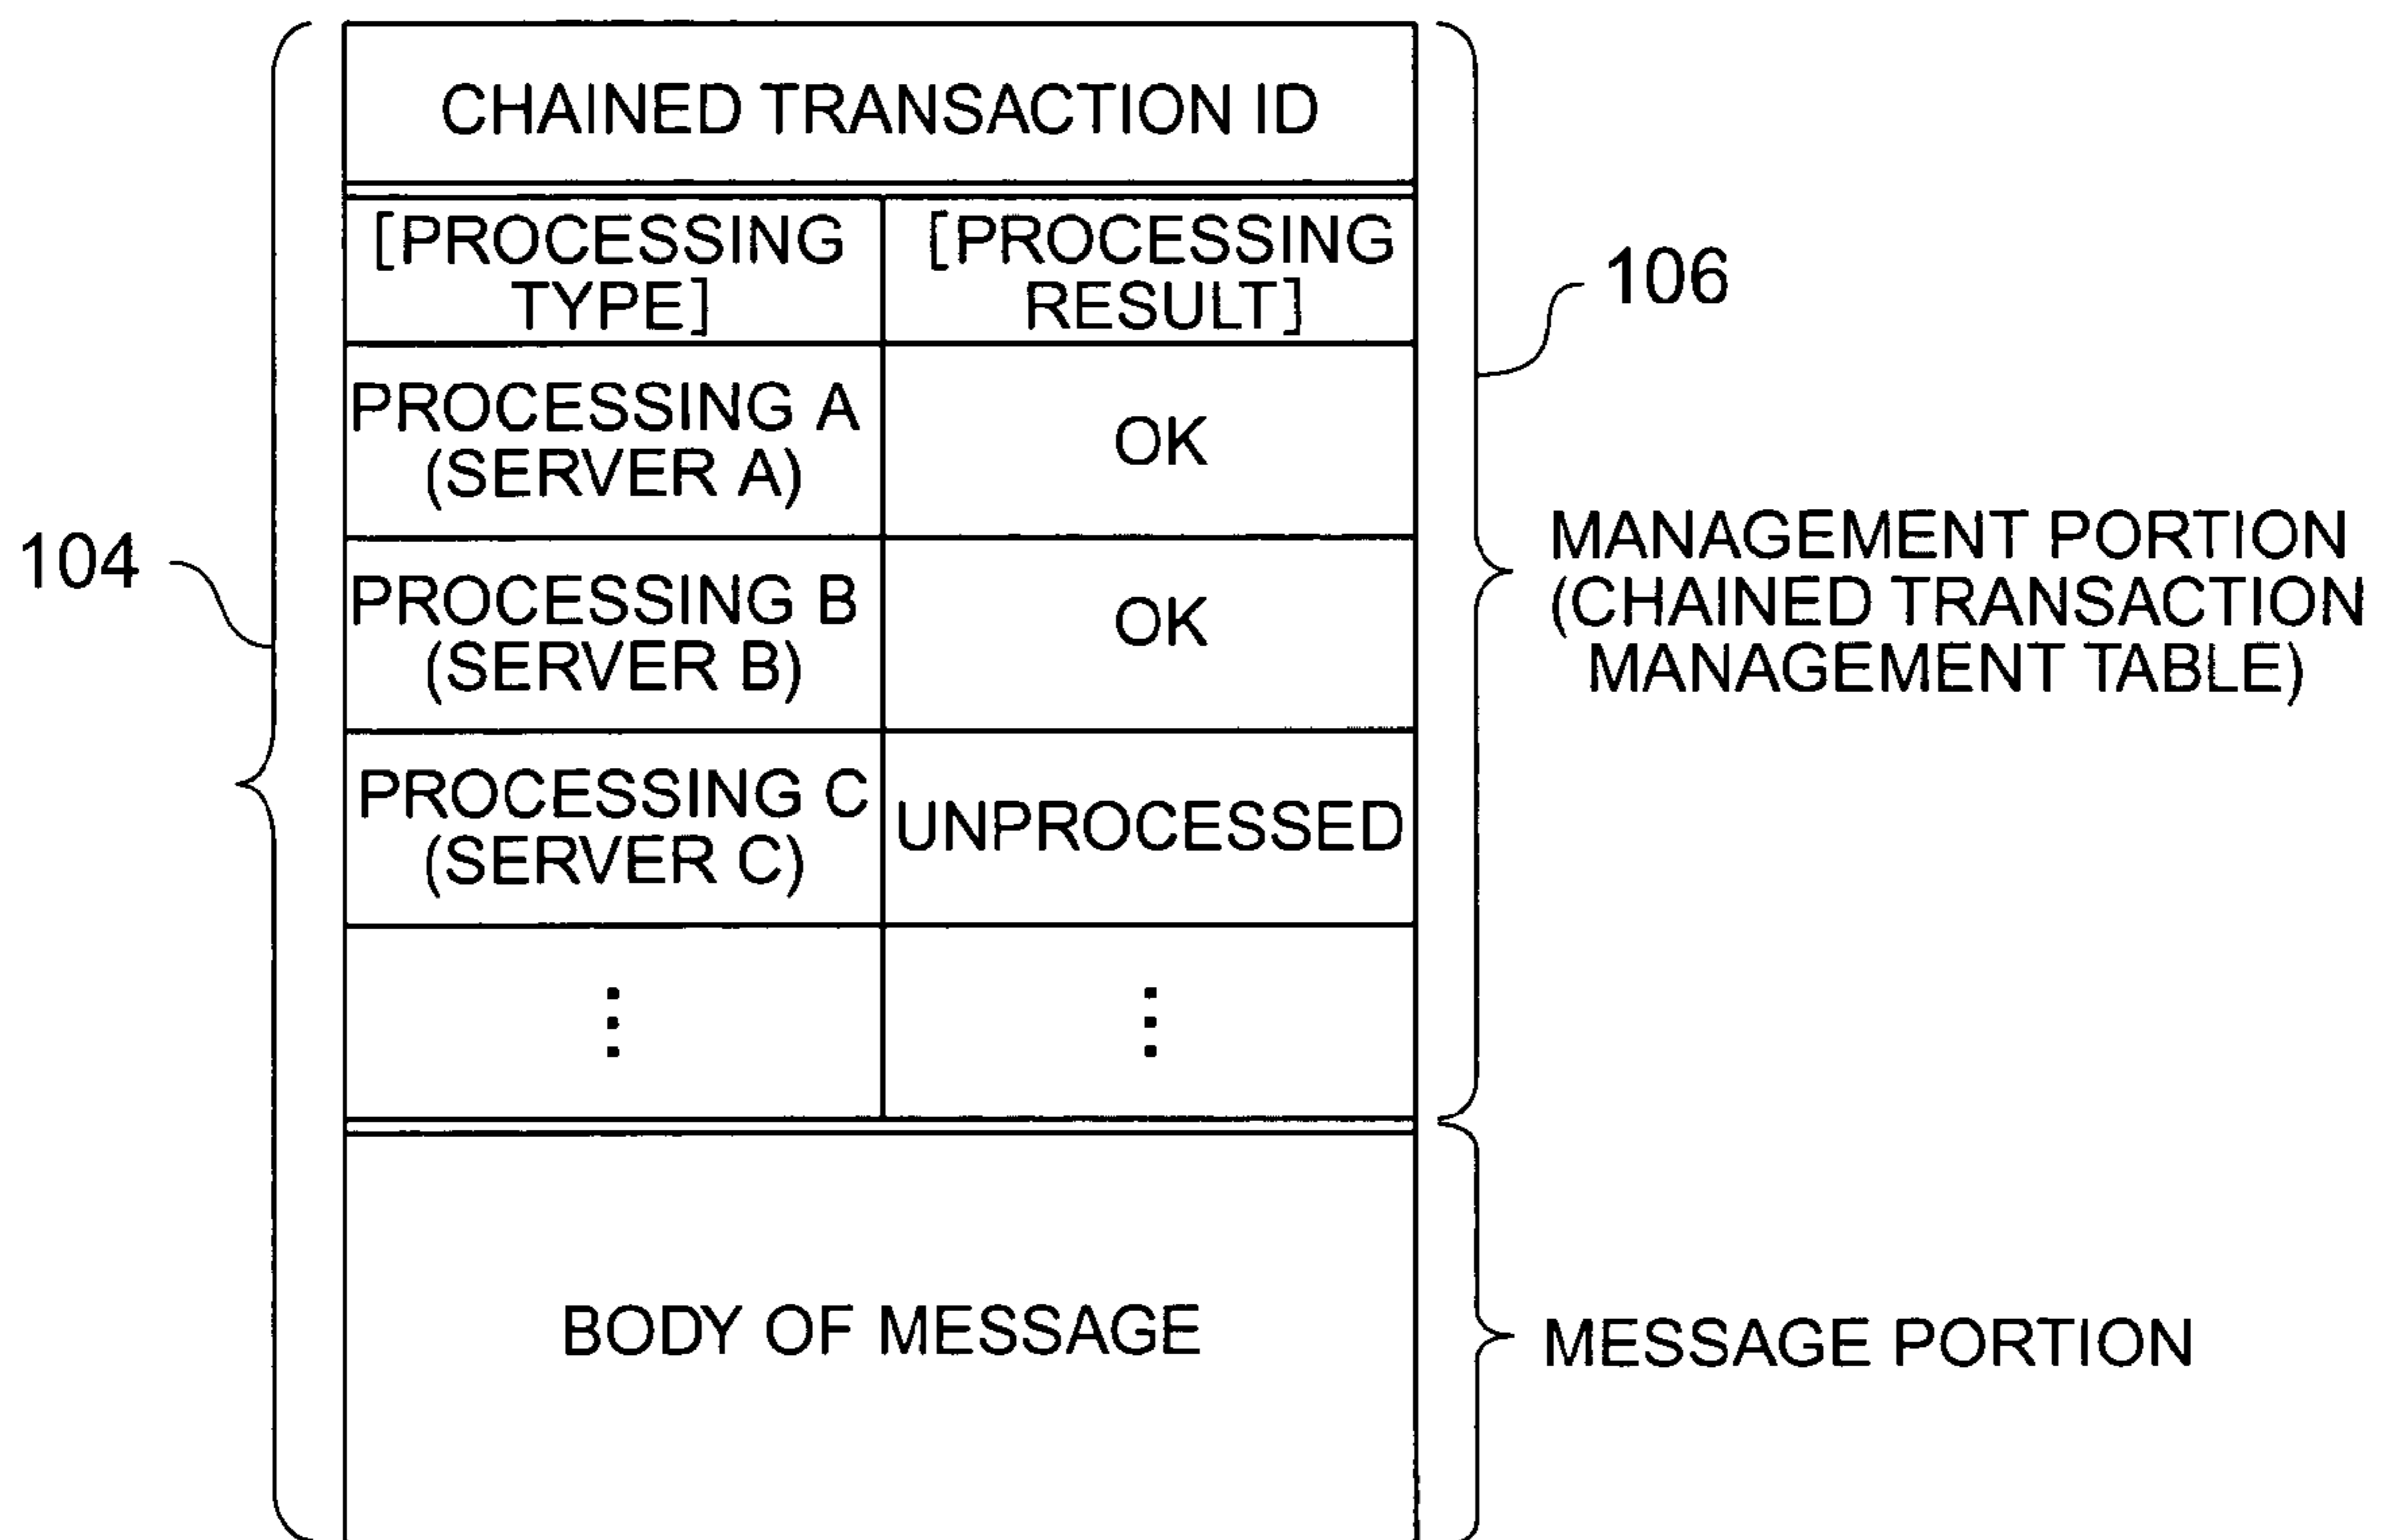 CHAINED TRANSACTION ID
[PROCESSING
TYPE]
[PROCESSING
RESULT]
PROCESSING A
(SERVER A)
OK
PROCESSING B
(SERVER B)
OK
PROCESSING C
(SERVER C)
UNPROCESSED
BODY OF MESSAGE
104
106
MANAGEMENT PORTION
(CHAINED TRANSACTION
MANAGEMENT TABLE)
MESSAGE PORTION